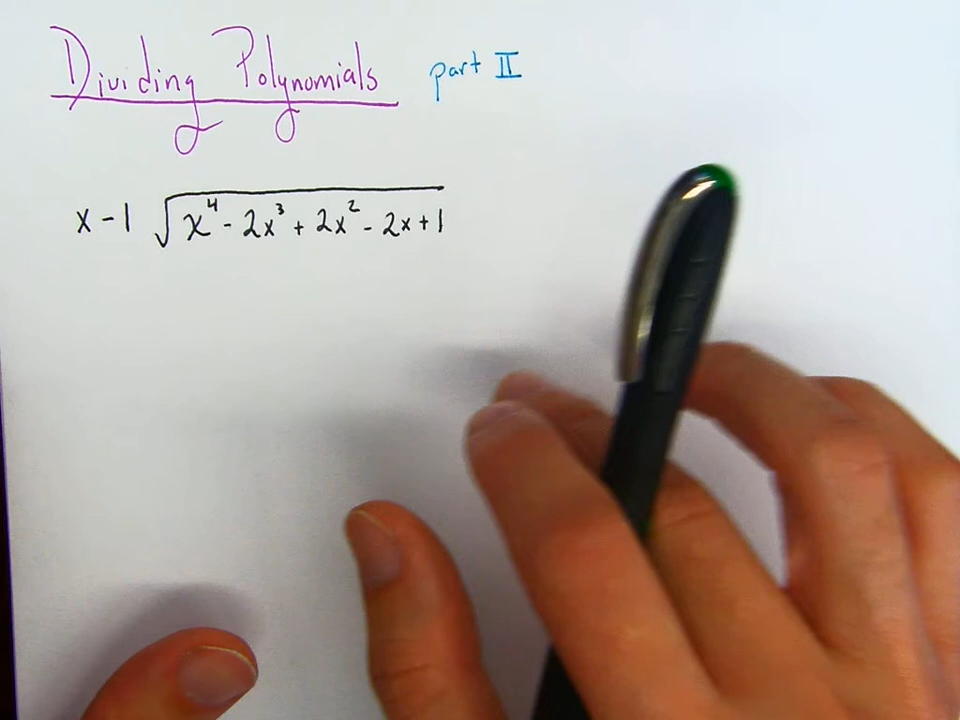 Dividing Polynomials part II
x - 1 √x⁴ - 2x³ + 2x² - 2x + 1